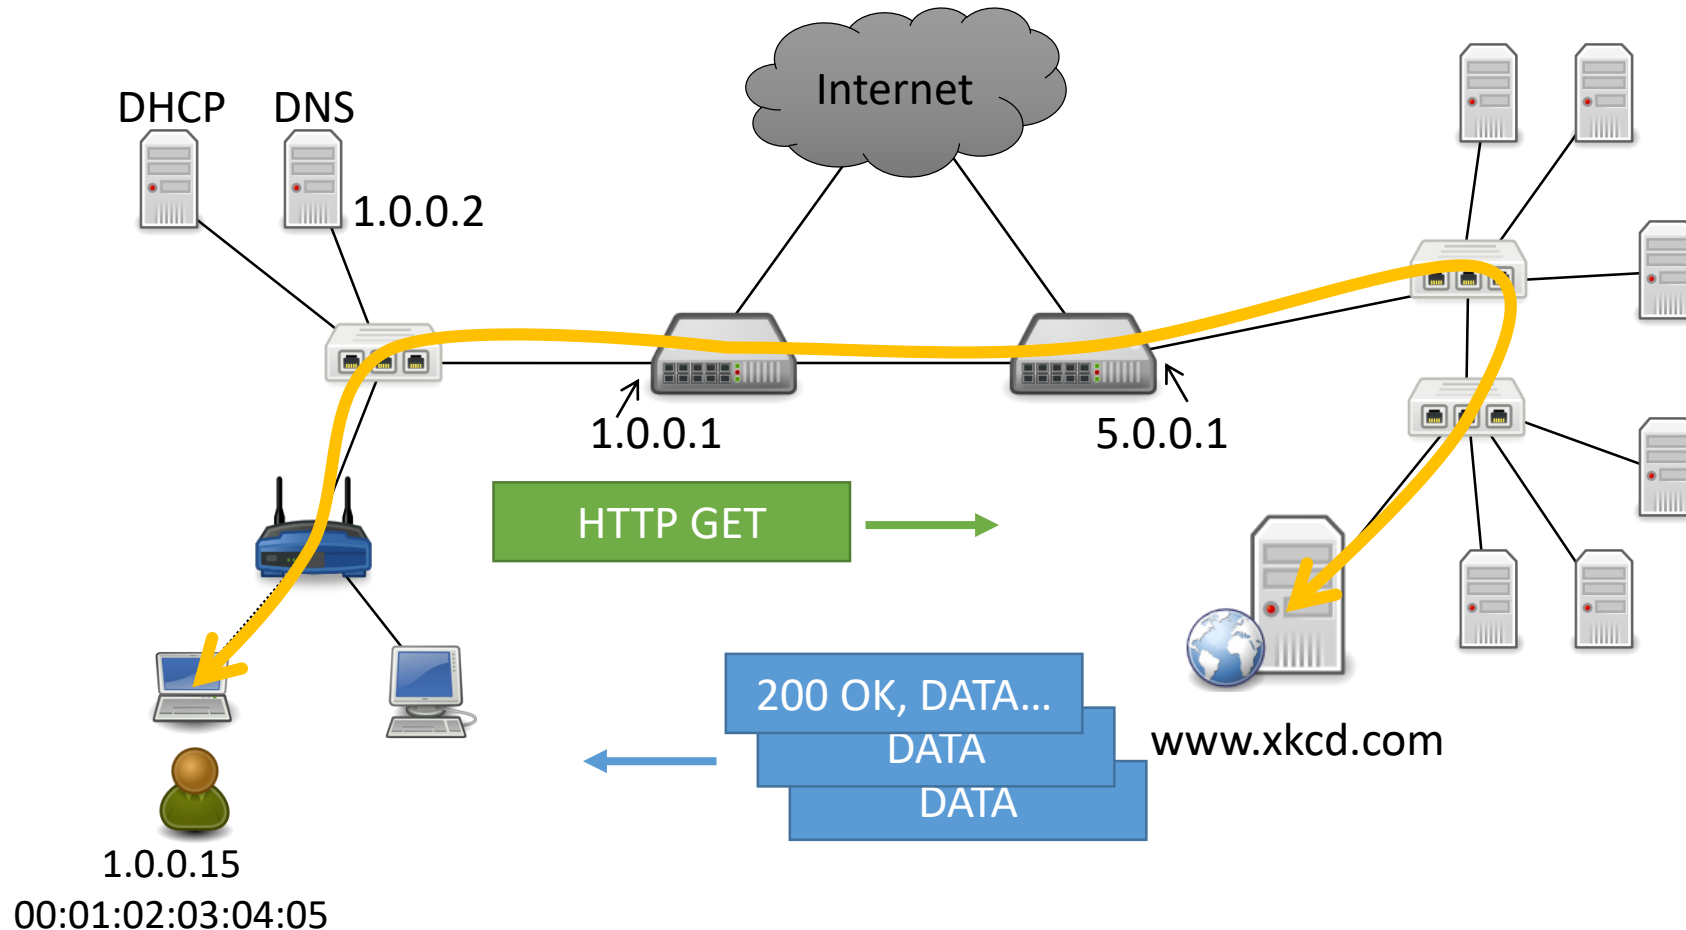 Internet
DHCP
DNS
1.0.0.2
1.0.0.1
5.0.0.1
HTTP GET
200 OK, DATA...
DATA
DATA
www.xkcd.com
1.0.0.15
00:01:02:03:04:05